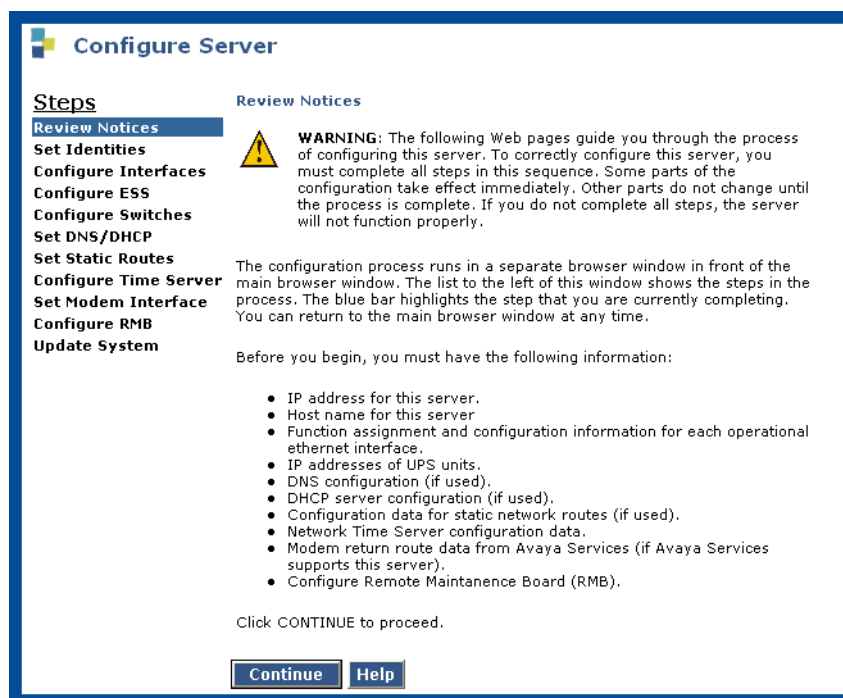 Configure Server
Steps
Review Notices
Set Identities
Configure Interfaces
Configure ESS
Configure Switches
Set DNS/DHCP
Set Static Routes
Configure Time Server
Set Modem Interface
Configure RMB
Update System
Review Notices
WARNING: The following Web pages guide you through the process
of configuring this server. To correctly configure this server, you
must complete all steps in this sequence. Some parts of the
configuration take effect immediately. Other parts do not change until
the process is complete. If you do not complete all steps, the server
will not function properly.
The configuration process runs in a separate browser window in front of the
main browser window. The list to the left of this window shows the steps in the
process. The blue bar highlights the step that you are currently completing.
You can return to the main browser window at any time.
Before you begin, you must have the following information:
● IP address for this server.
● Host name for this server
● Function assignment and configuration information for each operational
ethernet interface.
● IP addresses of UPS units.
● DNS configuration (if used).
● DHCP server configuration (if used).
● Configuration data for static network routes (if used).
● Network Time Server configuration data.
● Modem return route data from Avaya Services (if Avaya Services
supports this server).
● Configure Remote Maintanence Board (RMB).
Click CONTINUE to proceed.
Continue Help